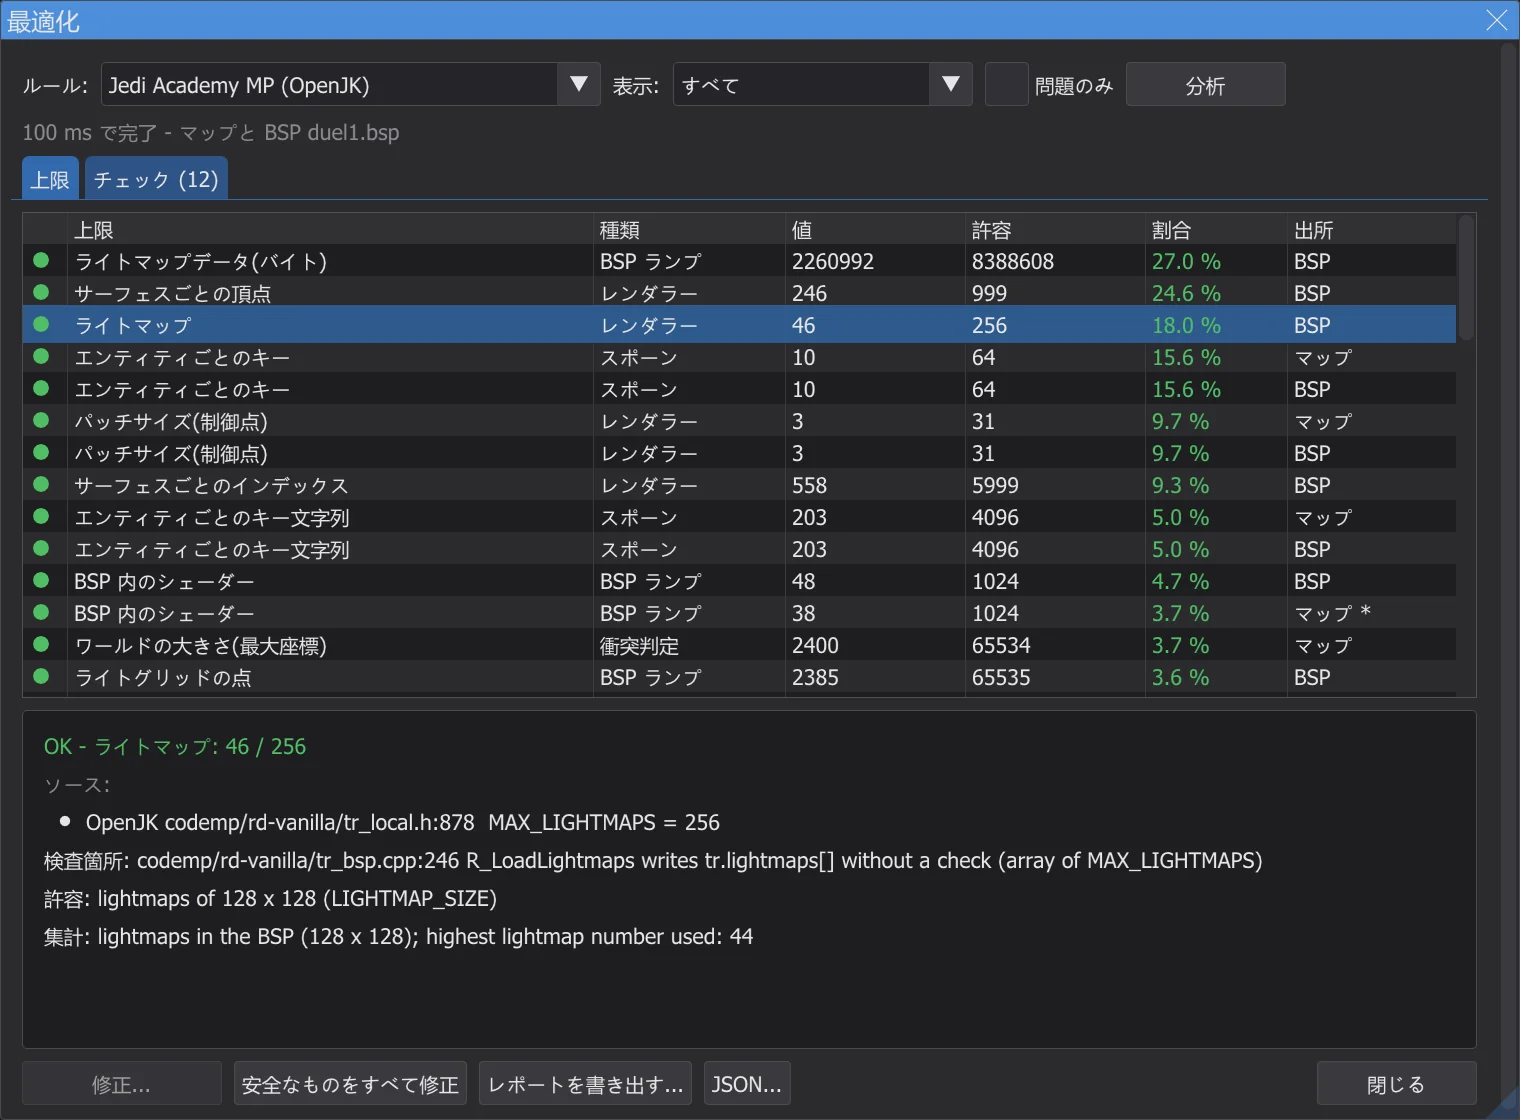 最適化
ルール: Jedi Academy MP (OpenJK) 表示: すべて 問題のみ 分析
100 ms で完了 - マップと BSP duel1.bsp
上限 チェック (12)
上限 種類 値 許容 割合 出所
ライトマップデータ(バイト) BSP ランプ 2260992 8388608 27.0 % BSP
サーフェスごとの頂点 レンダラー 246 999 24.6 % BSP
ライトマップ レンダラー 46 256 18.0 % BSP
エンティティごとのキー スポーン 10 64 15.6 % マップ
エンティティごとのキー スポーン 10 64 15.6 % BSP
パッチサイズ(制御点) レンダラー 3 31 9.7 % マップ
パッチサイズ(制御点) レンダラー 3 31 9.7 % BSP
サーフェスごとのインデックス レンダラー 558 5999 9.3 % BSP
エンティティごとのキー文字列 スポーン 203 4096 5.0 % マップ
エンティティごとのキー文字列 スポーン 203 4096 5.0 % BSP
BSP 内のシェーダー BSP ランプ 48 1024 4.7 % BSP
BSP 内のシェーダー BSP ランプ 38 1024 3.7 % マップ *
ワールドの大きさ(最大座標) 衝突判定 2400 65534 3.7 % マップ
ライトグリッドの点 BSP ランプ 2385 65535 3.6 % BSP
OK - ライトマップ: 46 / 256
ソース:
• OpenJK codemp/rd-vanilla/tr_local.h:878 MAX_LIGHTMAPS = 256
検査箇所: codemp/rd-vanilla/tr_bsp.cpp:246 R_LoadLightmaps writes tr.lightmaps[] without a check (array of MAX_LIGHTMAPS)
許容: lightmaps of 128 x 128 (LIGHTMAP_SIZE)
集計: lightmaps in the BSP (128 x 128); highest lightmap number used: 44
修正... 安全なものをすべて修正 レポートを書き出す... JSON... 閉じる